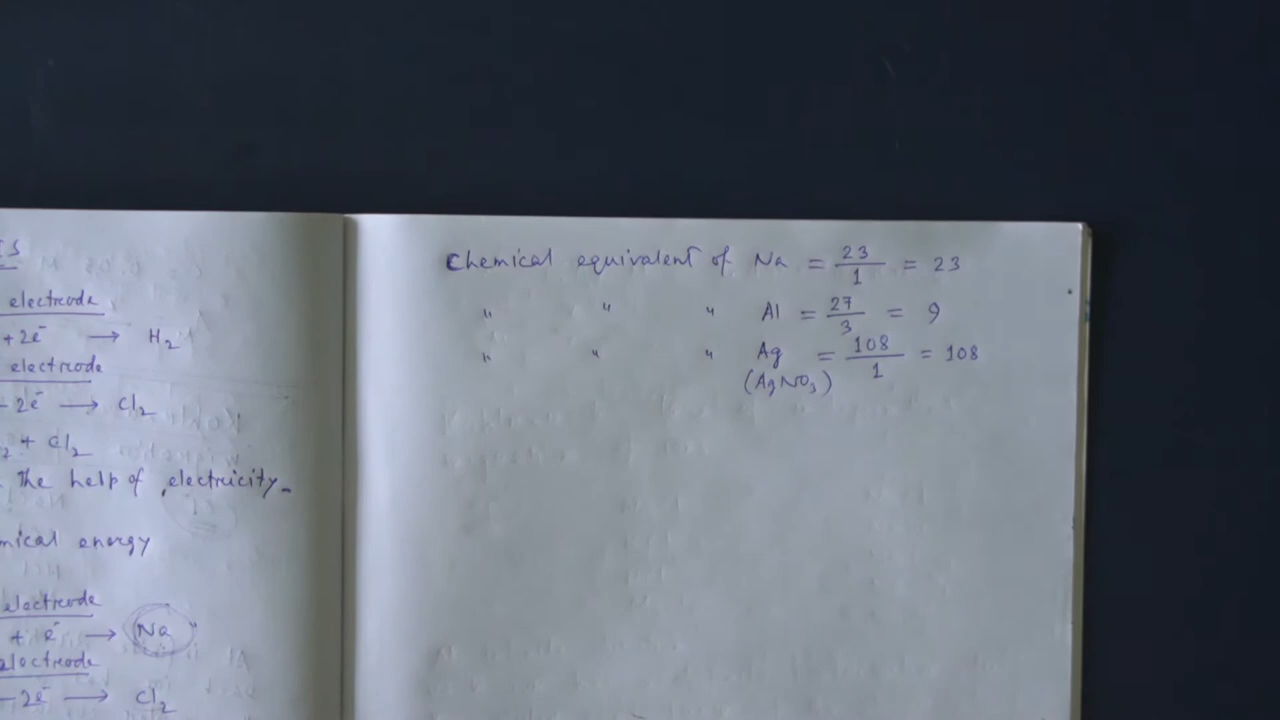 electrode
+2e⁻ → H₂
electrode
- 2e⁻ → Cl₂
₂ + Cl₂
The help of electricity.
mical energy
electrode
+ e⁻ → Na
electrode
- 2e⁻ → Cl₂
Chemical equivalent of Na = 23/1 = 23
" " " Al = 27/3 = 9
" " " Ag = 108/1 = 108
(AgNO₃)